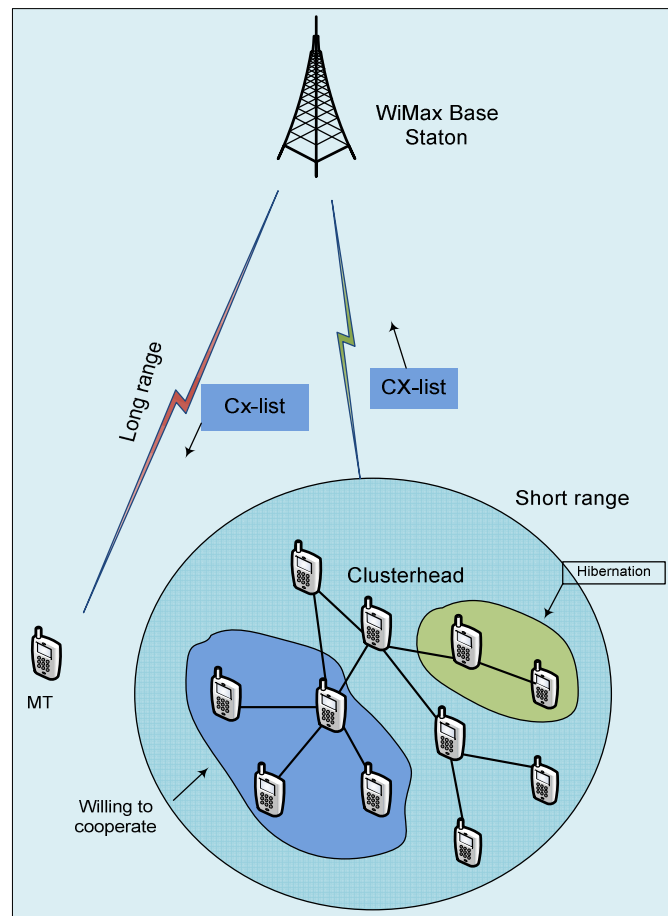 WiMax Base
Staton
Long range
Cx-list
CX-list
Short range
Hibernation
Clusterhead
MT
Willing to
cooperate